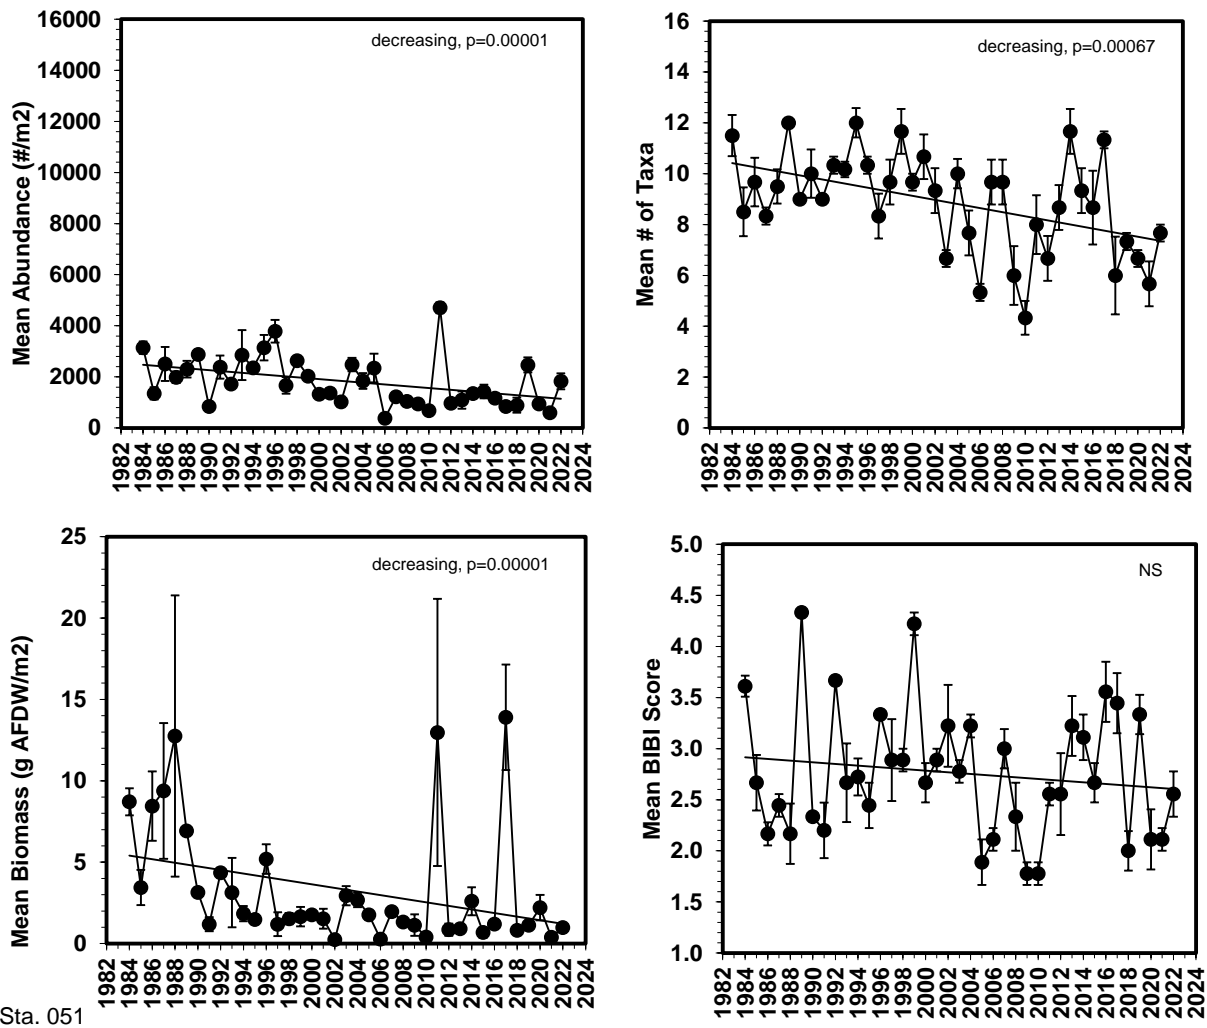 16000
14000
12000
10000
8000
6000
4000
2000
0
Mean Abundance (#/m2)
decreasing, p=0.00001
1982 1984 1986 1988 1990 1992 1994 1996 1998 2000 2002 2004 2006 2008 2010 2012 2014 2016 2018 2020 2022 2024
16
14
12
10
8
6
4
2
0
Mean # of Taxa
decreasing, p=0.00067
1982 1984 1986 1988 1990 1992 1994 1996 1998 2000 2002 2004 2006 2008 2010 2012 2014 2016 2018 2020 2022 2024
25
20
15
10
5
0
Mean Biomass (g AFDW/m2)
decreasing, p=0.00001
1982 1984 1986 1988 1990 1992 1994 1996 1998 2000 2002 2004 2006 2008 2010 2012 2014 2016 2018 2020 2022 2024
5.0
4.5
4.0
3.5
3.0
2.5
2.0
1.5
1.0
Mean BIBI Score
NS
1982 1984 1986 1988 1990 1992 1994 1996 1998 2000 2002 2004 2006 2008 2010 2012 2014 2016 2018 2020 2022 2024
Sta. 051